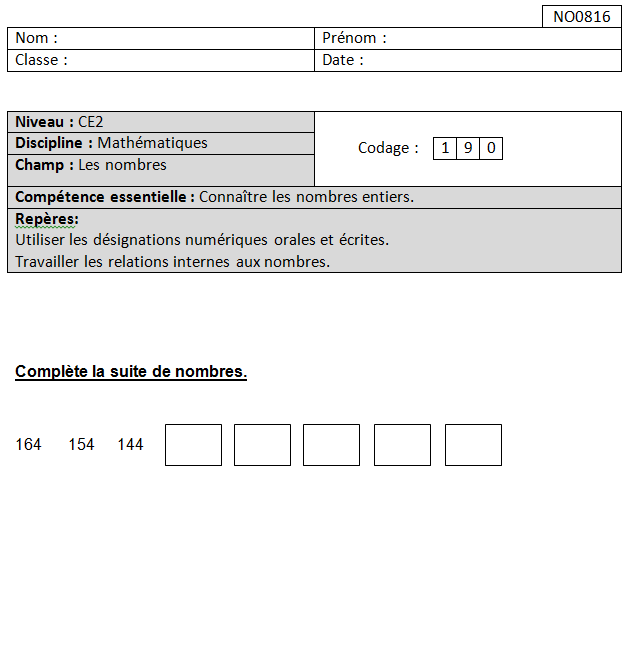 NO0816
Nom : Prénom :
Classe : Date :
Niveau : CE2
Discipline : Mathématiques
Codage : 1 9 0
Champ : Les nombres
Compétence essentielle : Connaître les nombres entiers.
Repères:
Utiliser les désignations numériques orales et écrites.
Travailler les relations internes aux nombres.
Complète la suite de nombres.
164 154 144